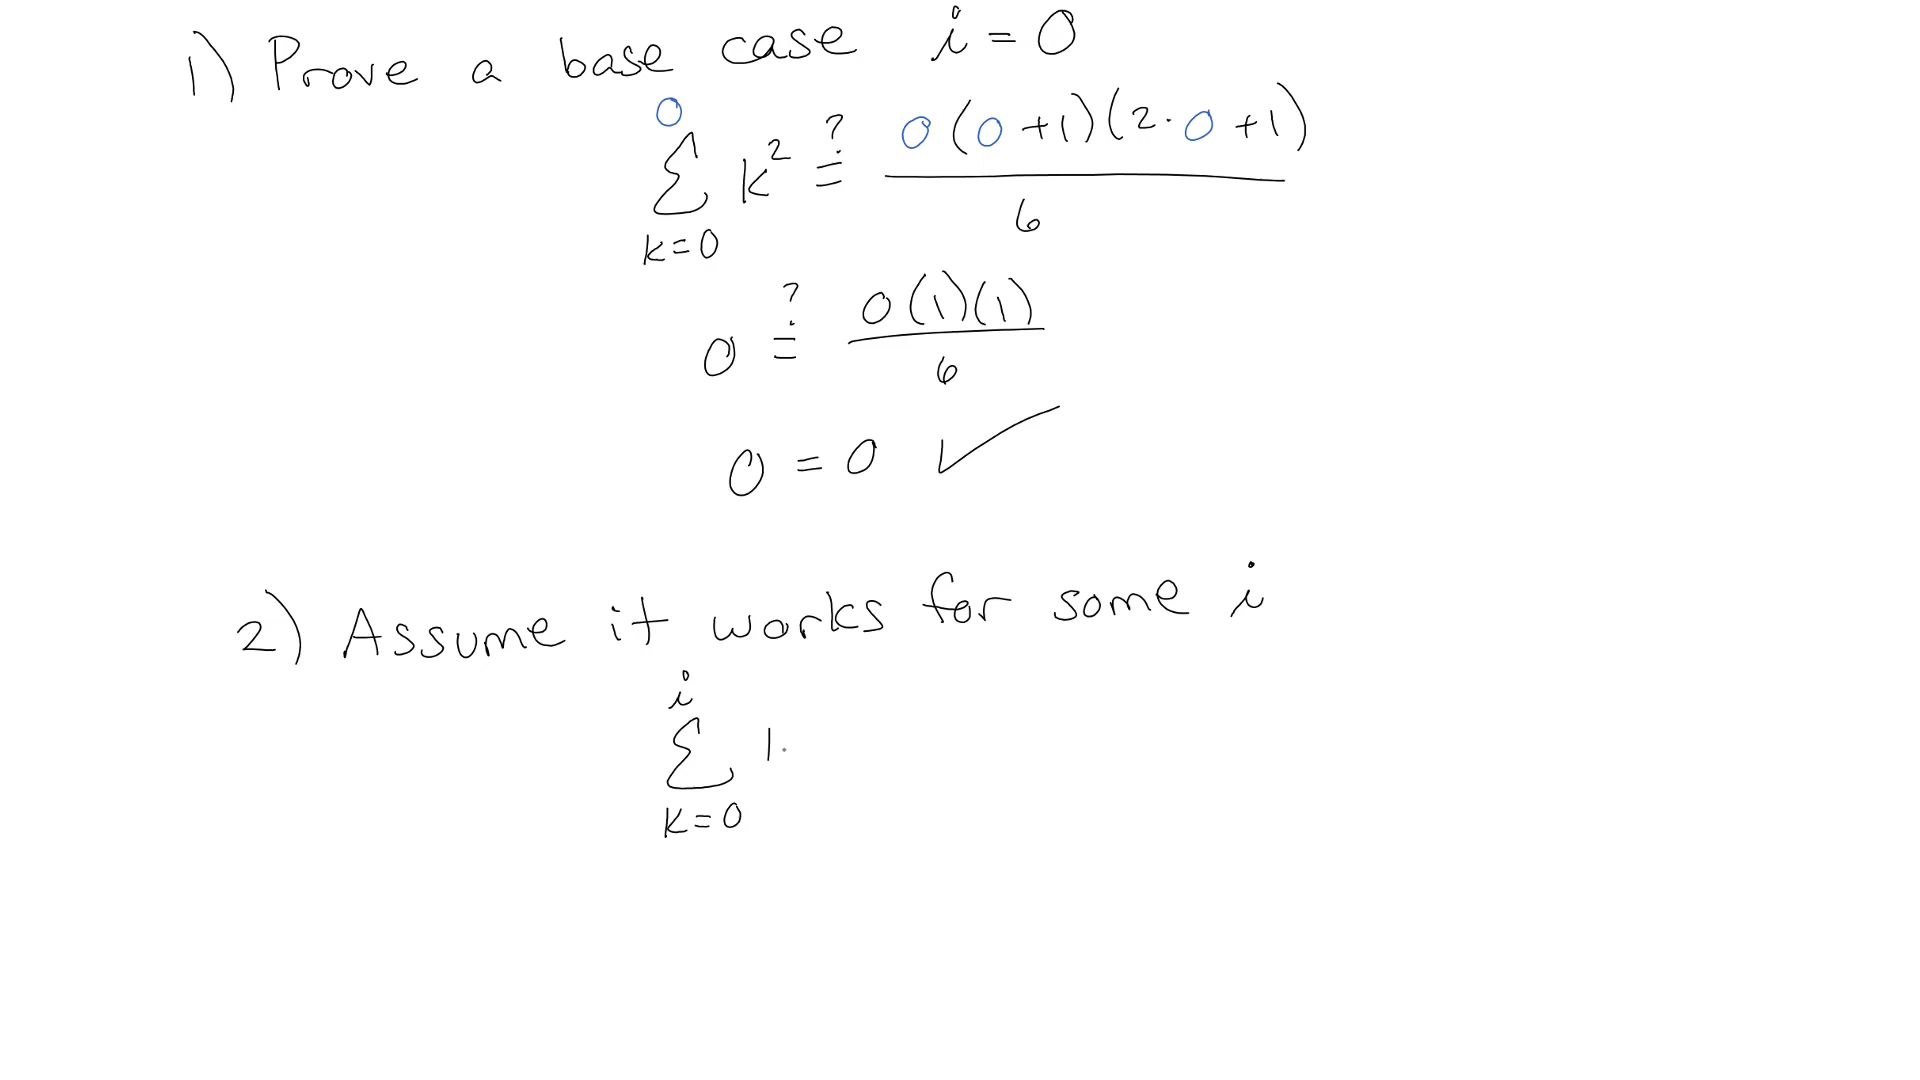 1) Prove a base case i = 0
0
∑ k² ≟ 0(0+1)(2·0+1)
6
k=0
0 ≟ 0(1)(1)
6
0 = 0 ✓
2) Assume it works for some i
i
∑
k=0